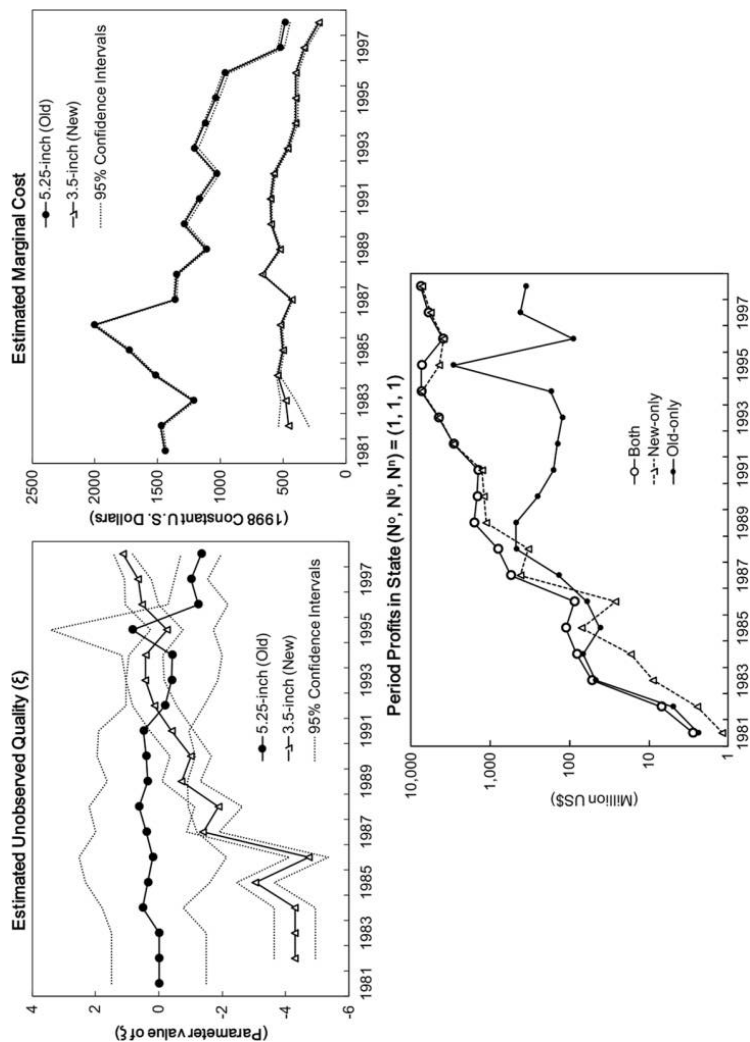 Estimated Unobserved Quality (ξ)
(Parameter value of ξ)
4
2
0
-2
-4
-6
1981
1983
1985
1987
1989
1991
1993
1995
1997
5.25-inch (Old)
3.5-inch (New)
95% Confidence Intervals
Estimated Marginal Cost
(1998 Constant U.S. Dollars)
2500
2000
1500
1000
500
0
1981
1983
1985
1987
1989
1991
1993
1995
1997
5.25-inch (Old)
3.5-inch (New)
95% Confidence Intervals
Period Profits in State (Nᵒ, Nᵇ, Nⁿ) = (1, 1, 1)
(Million US$)
10,000
1,000
100
10
1
1981
1983
1985
1987
1989
1991
1993
1995
1997
Both
New-only
Old-only